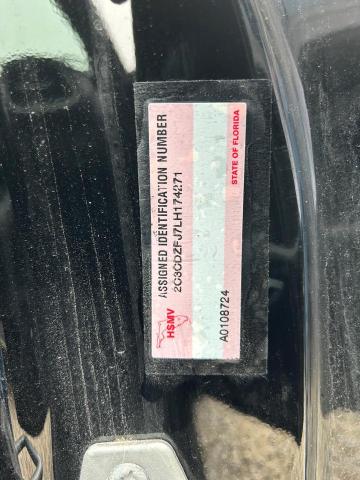 ASSIGNED IDENTIFICATION NUMBER
2C3CDZFJ7LH174271
HSMV
A0108724
STATE OF FLORIDA